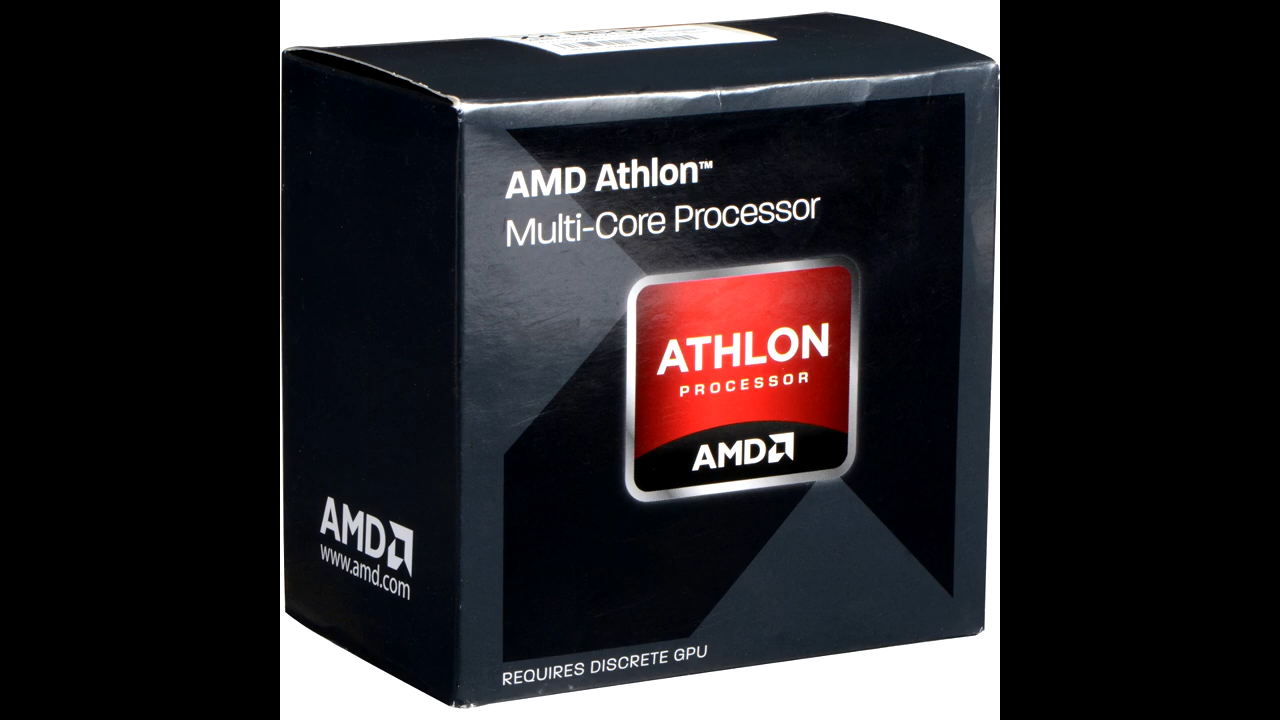 AMD Athlon™
Multi-Core Processor
ATHLON
PROCESSOR
AMD
AMD
www.amd.com
REQUIRES DISCRETE GPU